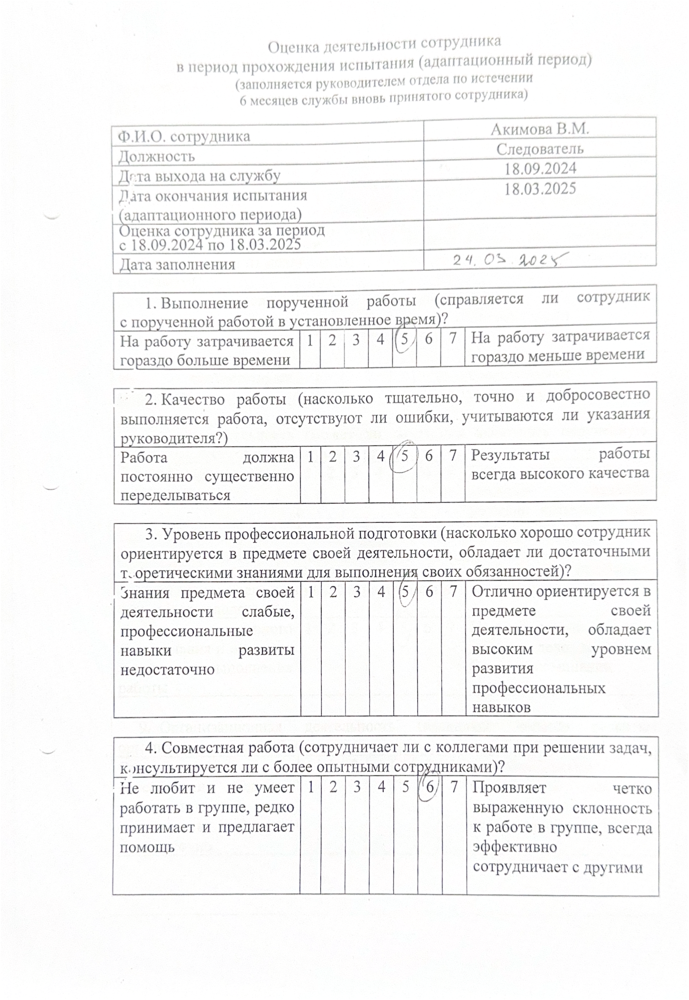 Оценка деятельности сотрудника
в период прохождения испытания (адаптационный период)
(заполняется руководителем отдела по истечении
6 месяцев службы вновь принятого сотрудника)
Ф.И.О. сотрудника Акимова В.М.
Должность Следователь
Дата выхода на службу 18.09.2024
Дата окончания испытания 18.03.2025
(адаптационного периода)
Оценка сотрудника за период
с 18.09.2024 по 18.03.2025
Дата заполнения 24.03.2025
1. Выполнение порученной работы (справляется ли сотрудник
с порученной работой в установленное время)?
На работу затрачивается 1 2 3 4 5 6 7 На работу затрачивается
гораздо больше времени гораздо меньше времени
2. Качество работы (насколько тщательно, точно и добросовестно
выполняется работа, отсутствуют ли ошибки, учитываются ли указания
руководителя?)
Работа должна 1 2 3 4 5 6 7 Результаты работы
постоянно существенно всегда высокого качества
переделываться
3. Уровень профессиональной подготовки (насколько хорошо сотрудник
ориентируется в предмете своей деятельности, обладает ли достаточными
теоретическими знаниями для выполнения своих обязанностей)?
Знания предмета своей 1 2 3 4 5 6 7 Отлично ориентируется в
деятельности слабые, предмете своей
профессиональные деятельности, обладает
навыки развиты высоким уровнем
недостаточно развития
профессиональных
навыков
4. Совместная работа (сотрудничает ли с коллегами при решении задач,
консультируется ли с более опытными сотрудниками)?
Не любит и не умеет 1 2 3 4 5 6 7 Проявляет четко
работать в группе, редко выраженную склонность
принимает и предлагает к работе в группе, всегда
помощь эффективно
сотрудничает с другими